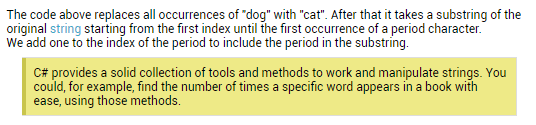 The code above replaces all occurrences of "dog" with "cat". After that it takes a substring of the
original string starting from the first index until the first occurrence of a period character.
We add one to the index of the period to include the period in the substring.
C# provides a solid collection of tools and methods to work and manipulate strings. You
could, for example, find the number of times a specific word appears in a book with
ease, using those methods.